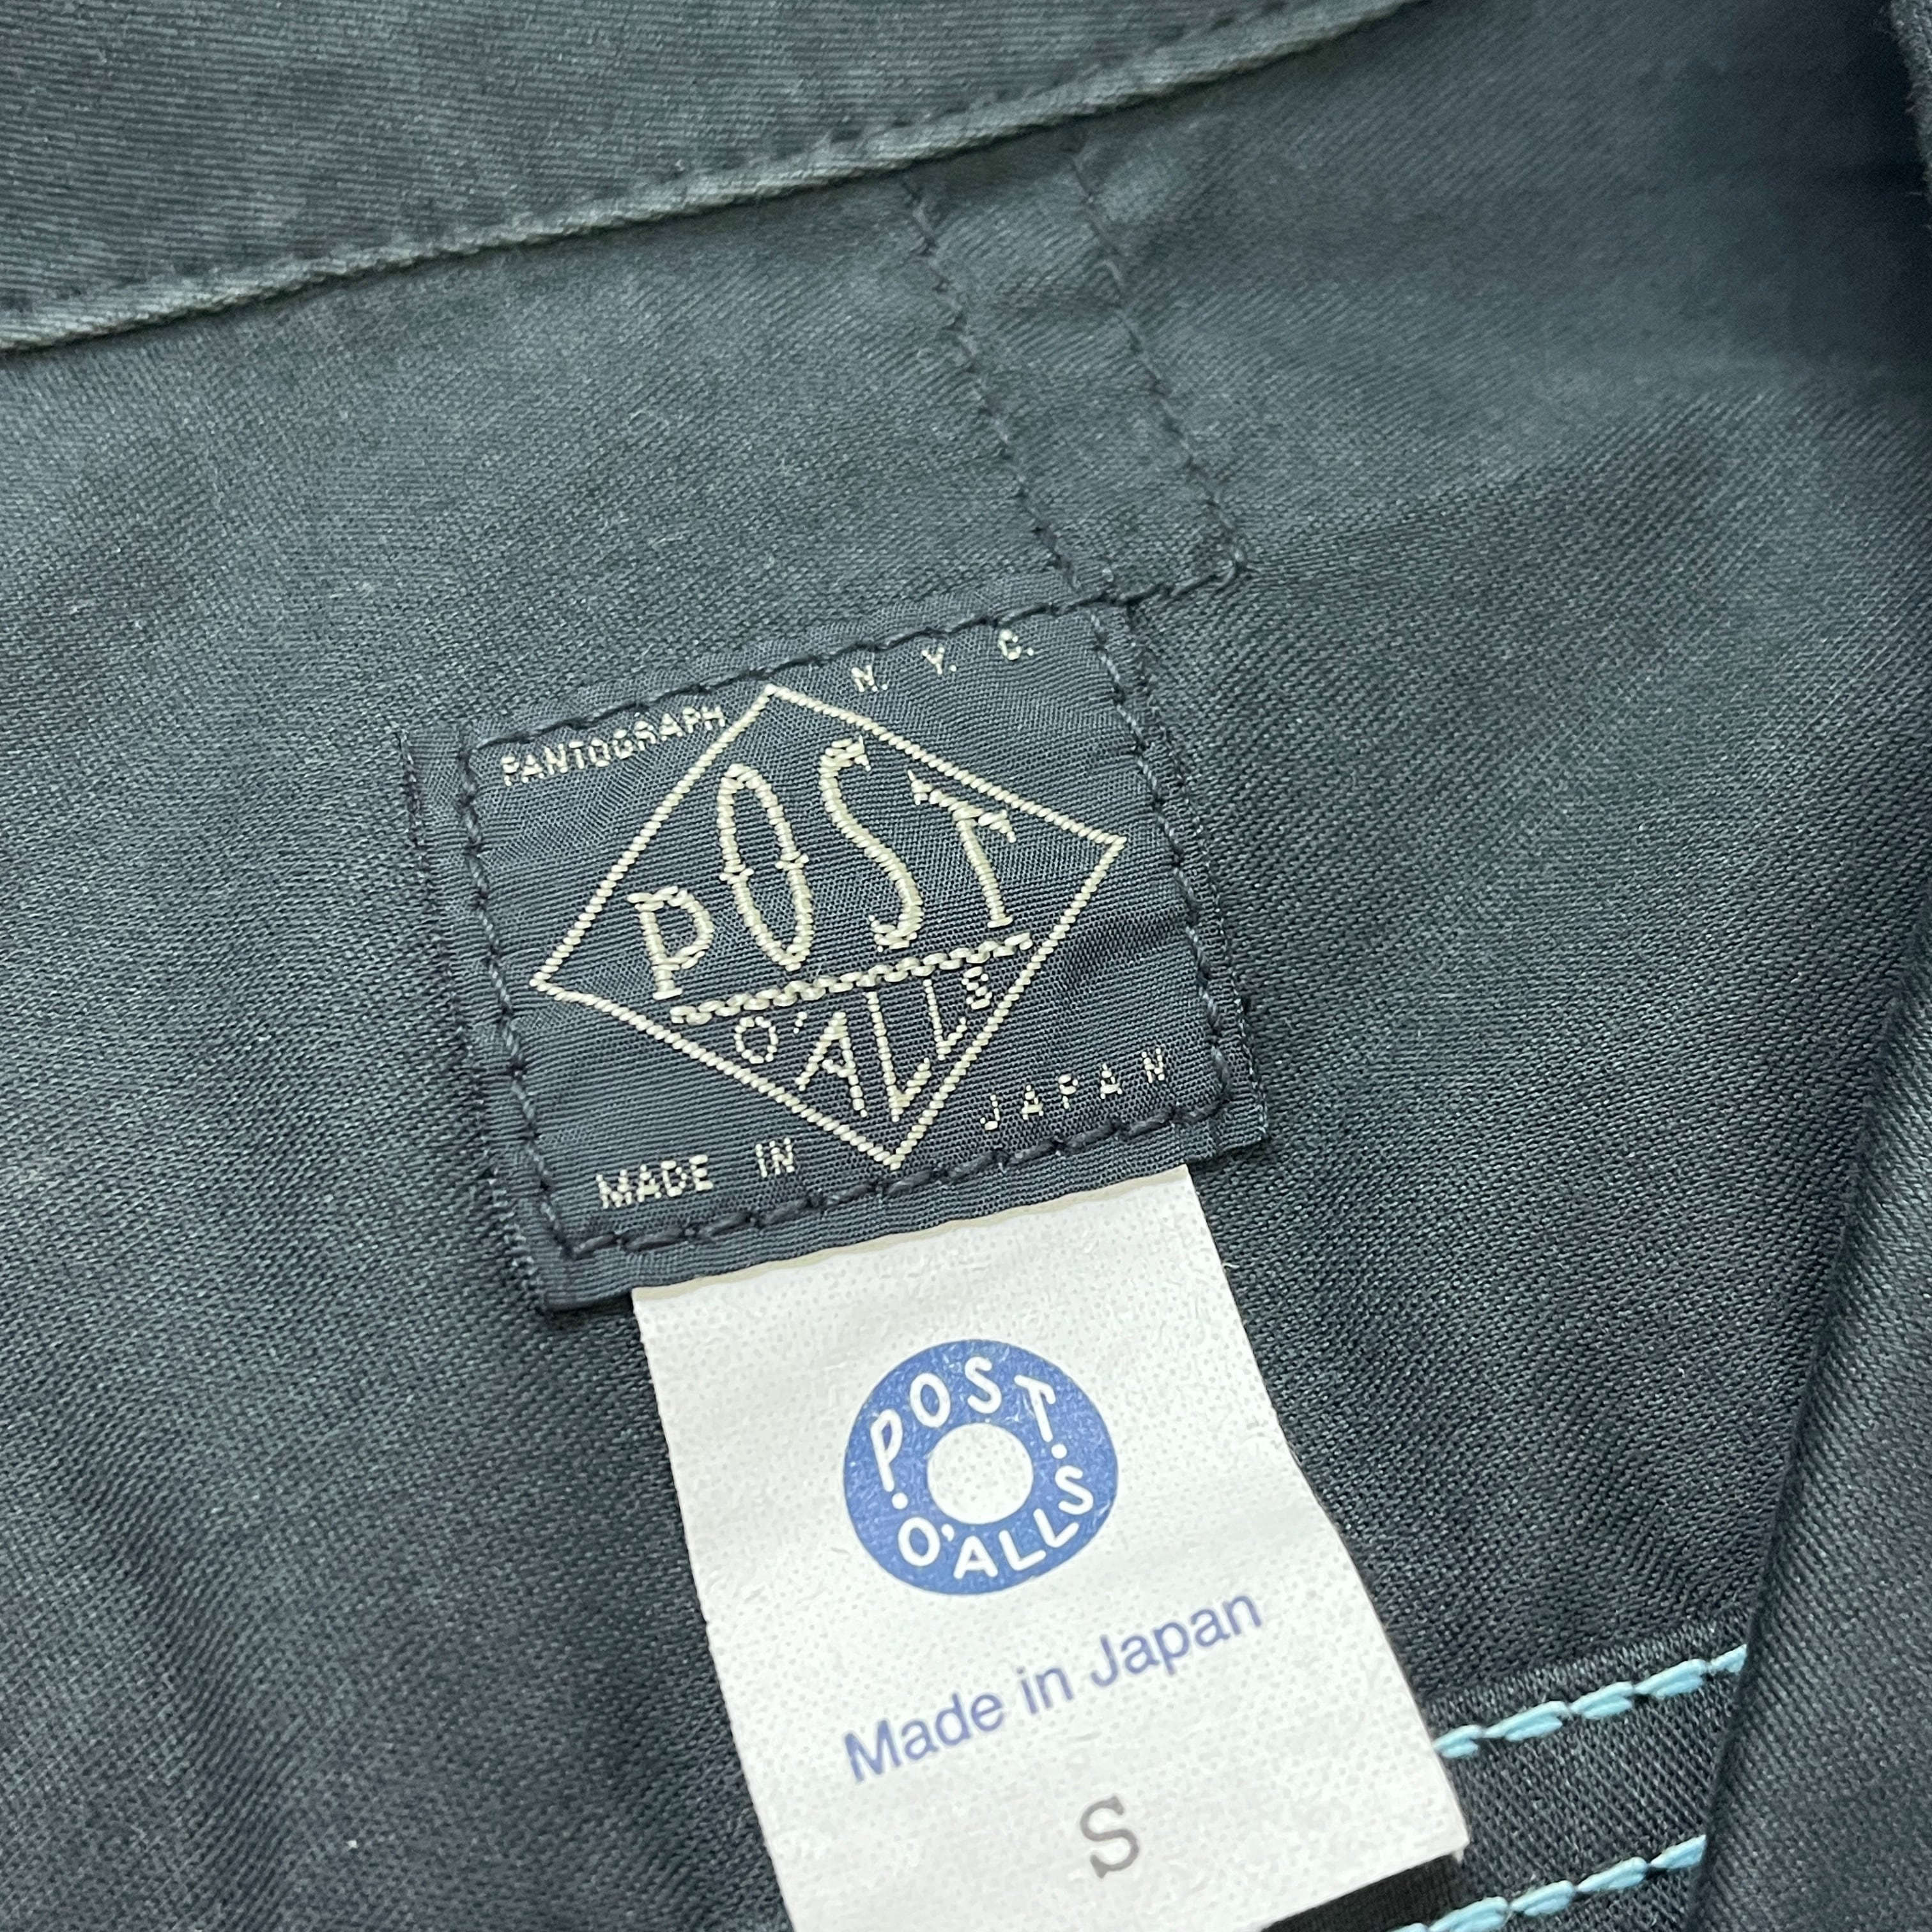 PANTOGRAPH N. Y. C.
POST
O'ALLS
MADE IN JAPAN
POST.
O'ALLS.
Made in Japan
S